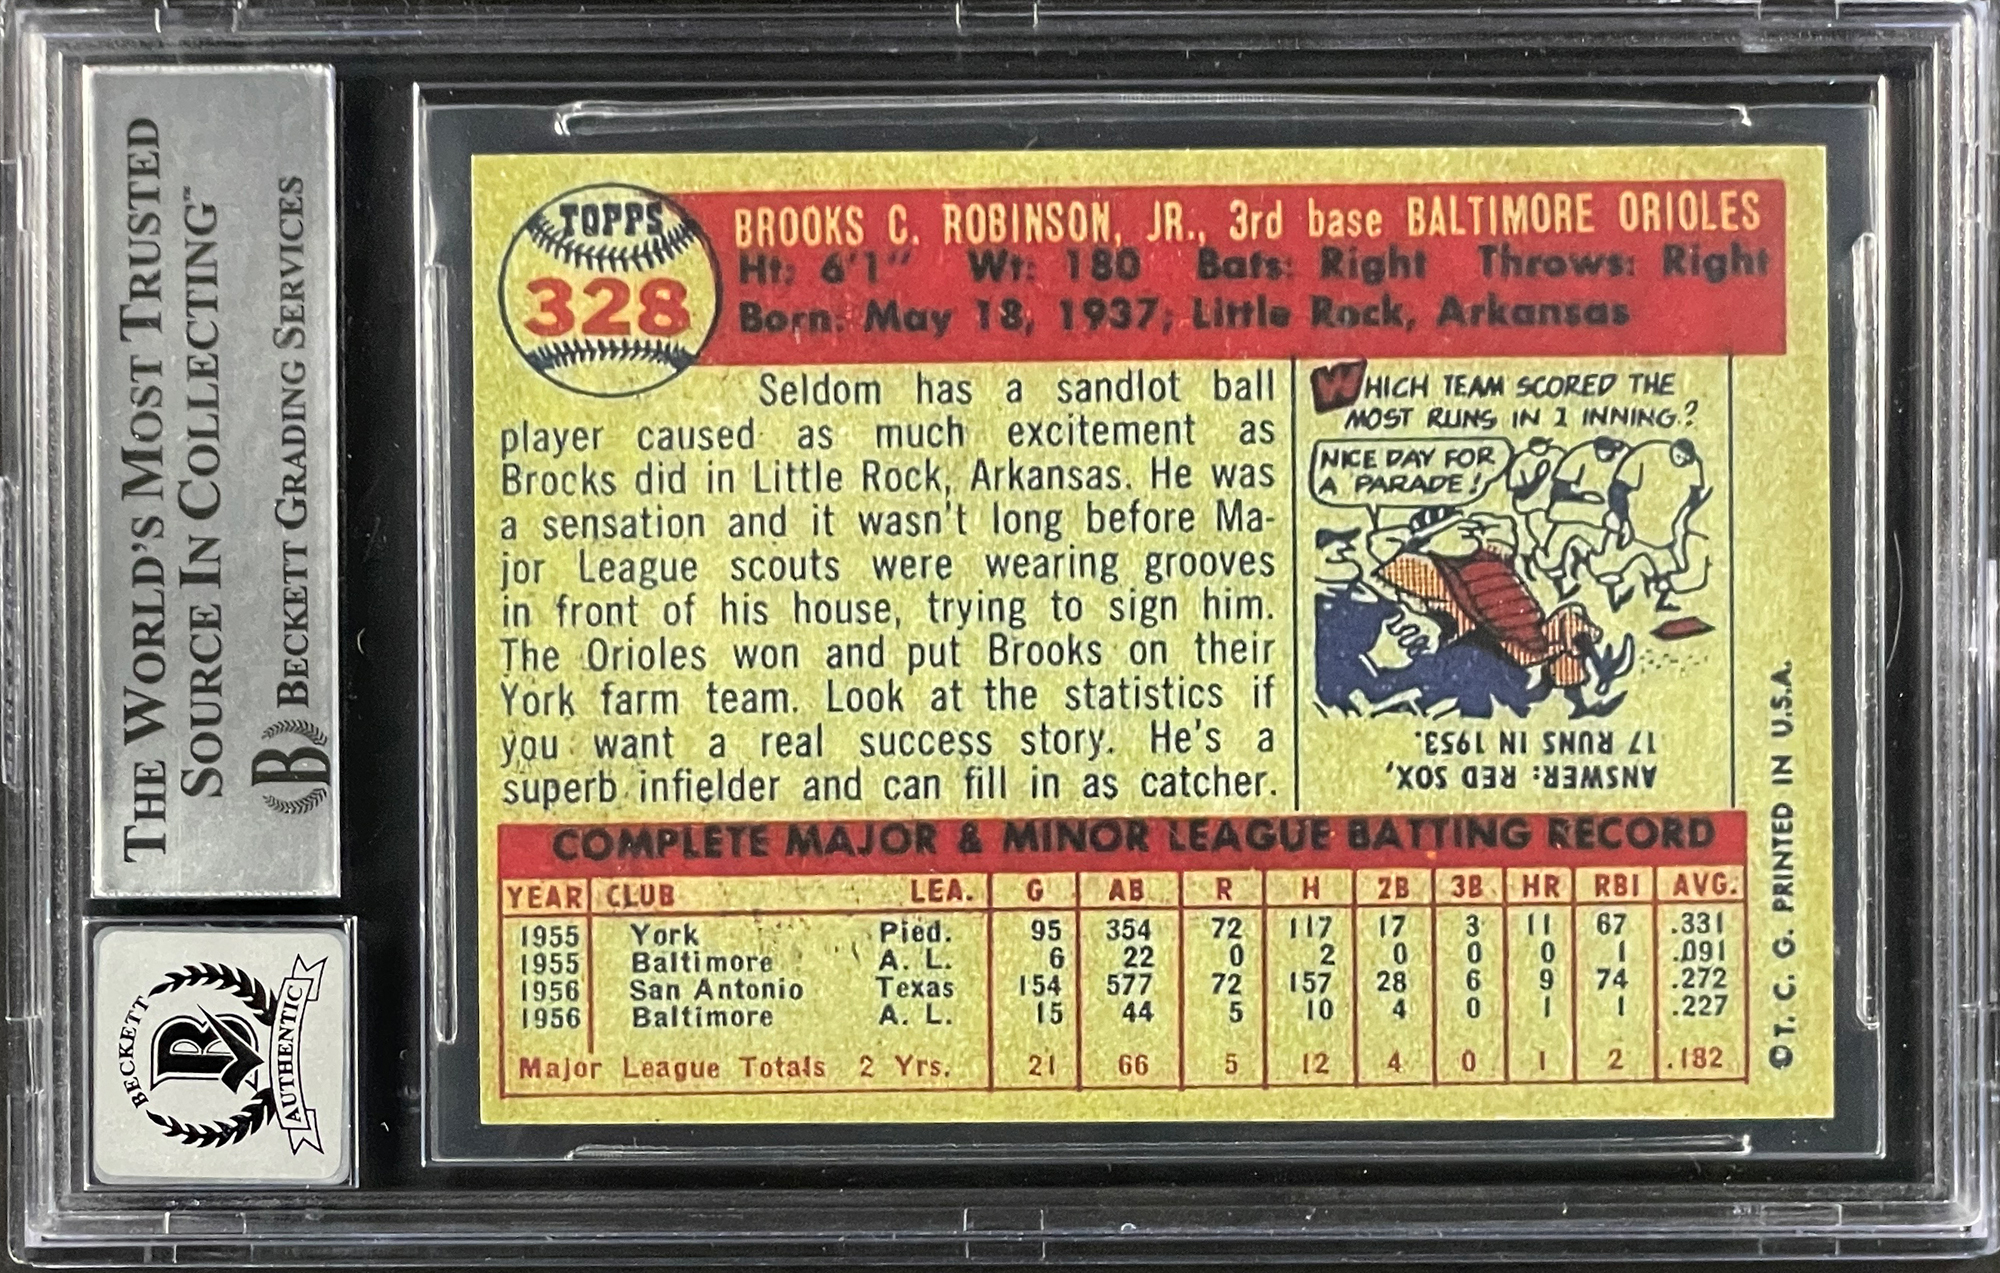 THE WORLD'S MOST TRUSTED
SOURCE IN COLLECTING™
BECKETT GRADING SERVICES
B
BECKETT
B
AUTHENTIC
TOPPS
328
BROOKS C. ROBINSON, JR., 3rd base BALTIMORE ORIOLES
Ht: 6'1" Wt: 180 Bats: Right Throws: Right
Born: May 18, 1937; Little Rock, Arkansas
Seldom has a sandlot ball
player caused as much excitement as
Brocks did in Little Rock, Arkansas. He was
a sensation and it wasn't long before Ma-
jor League scouts were wearing grooves
in front of his house, trying to sign him.
The Orioles won and put Brooks on their
York farm team. Look at the statistics if
you want a real success story. He's a
superb infielder and can fill in as catcher.
WHICH TEAM SCORED THE
MOST RUNS IN 1 INNING?
NICE DAY FOR
A PARADE!
ANSWER: RED SOX,
17 RUNS IN 1953.
COMPLETE MAJOR & MINOR LEAGUE BATTING RECORD
YEAR CLUB LEA. G AB R H 2B 3B HR RBI AVG.
1955 York Pied. 95 354 72 117 17 3 11 67 .331
1955 Baltimore A. L. 6 22 0 2 0 0 0 1 .091
1956 San Antonio Texas 154 577 72 157 28 6 9 74 .272
1956 Baltimore A. L. 15 44 5 10 4 0 1 1 .227
Major League Totals 2 Yrs. 21 66 5 12 4 0 1 2 .182
©T. C. G. PRINTED IN U.S.A.